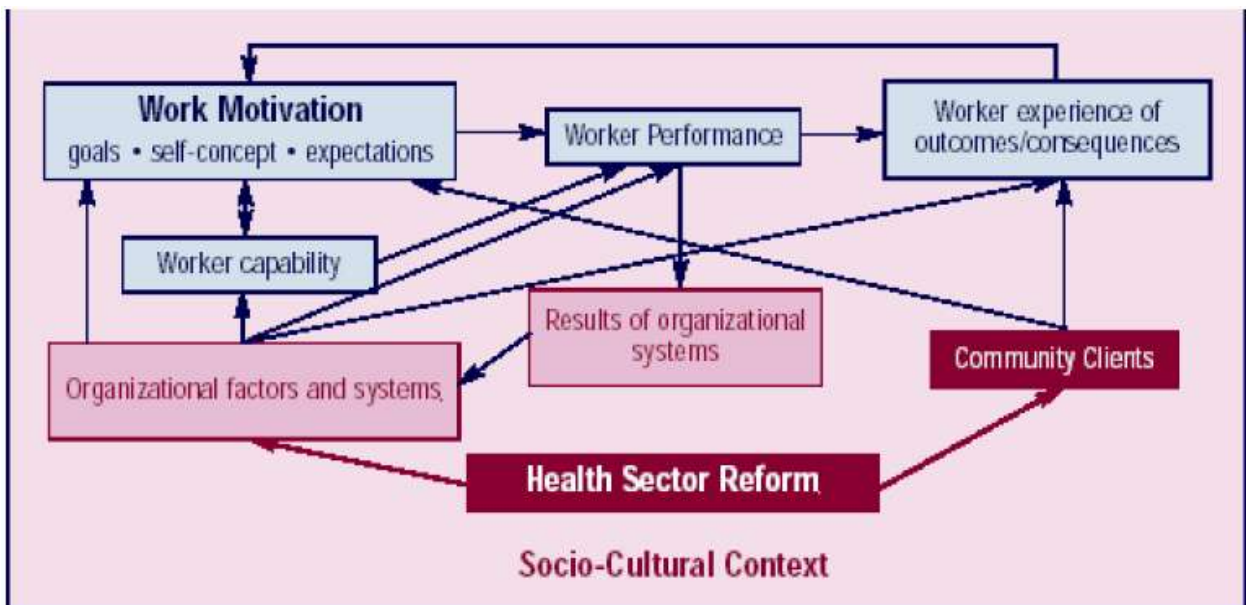 Work Motivation
goals • self-concept • expectations
Worker Performance
Worker experience of
outcomes/consequences
Worker capability
Results of organizational
systems
Organizational factors and systems
Community Clients
Health Sector Reform
Socio-Cultural Context